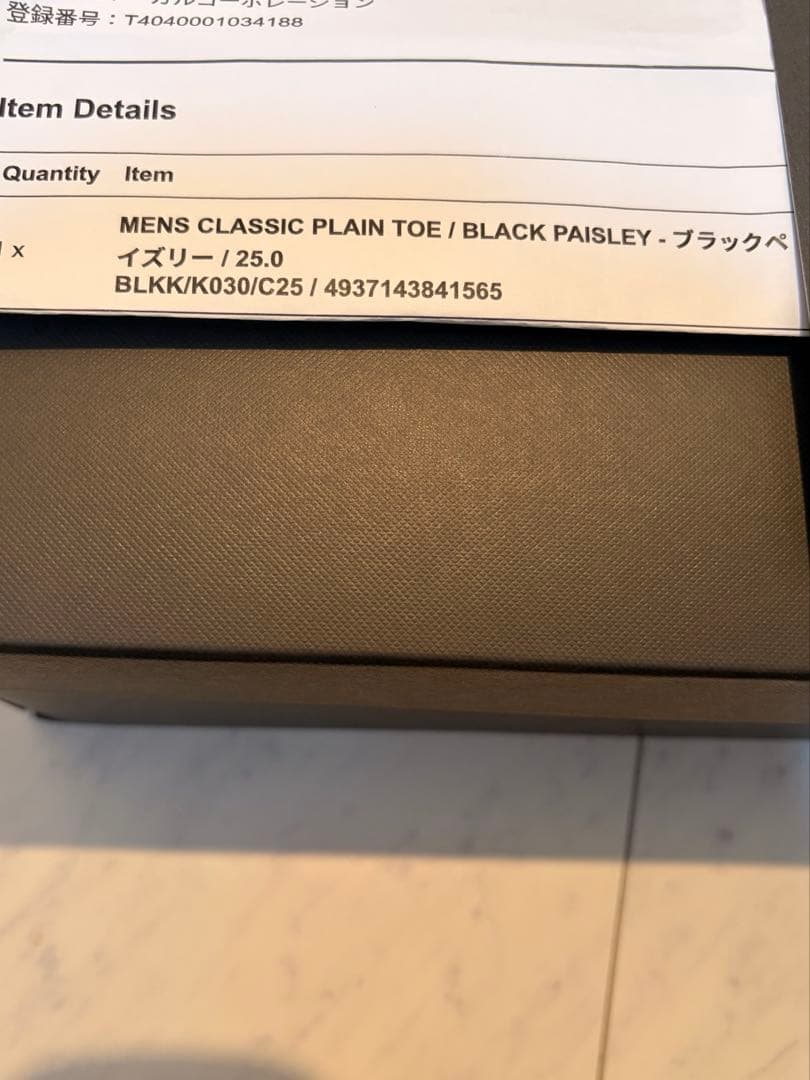 登録番号：T4040001034188
Item Details
Quantity Item
x MENS CLASSIC PLAIN TOE / BLACK PAISLEY - ブラックペ
イズリー / 25.0
BLKK/K030/C25 / 4937143841565